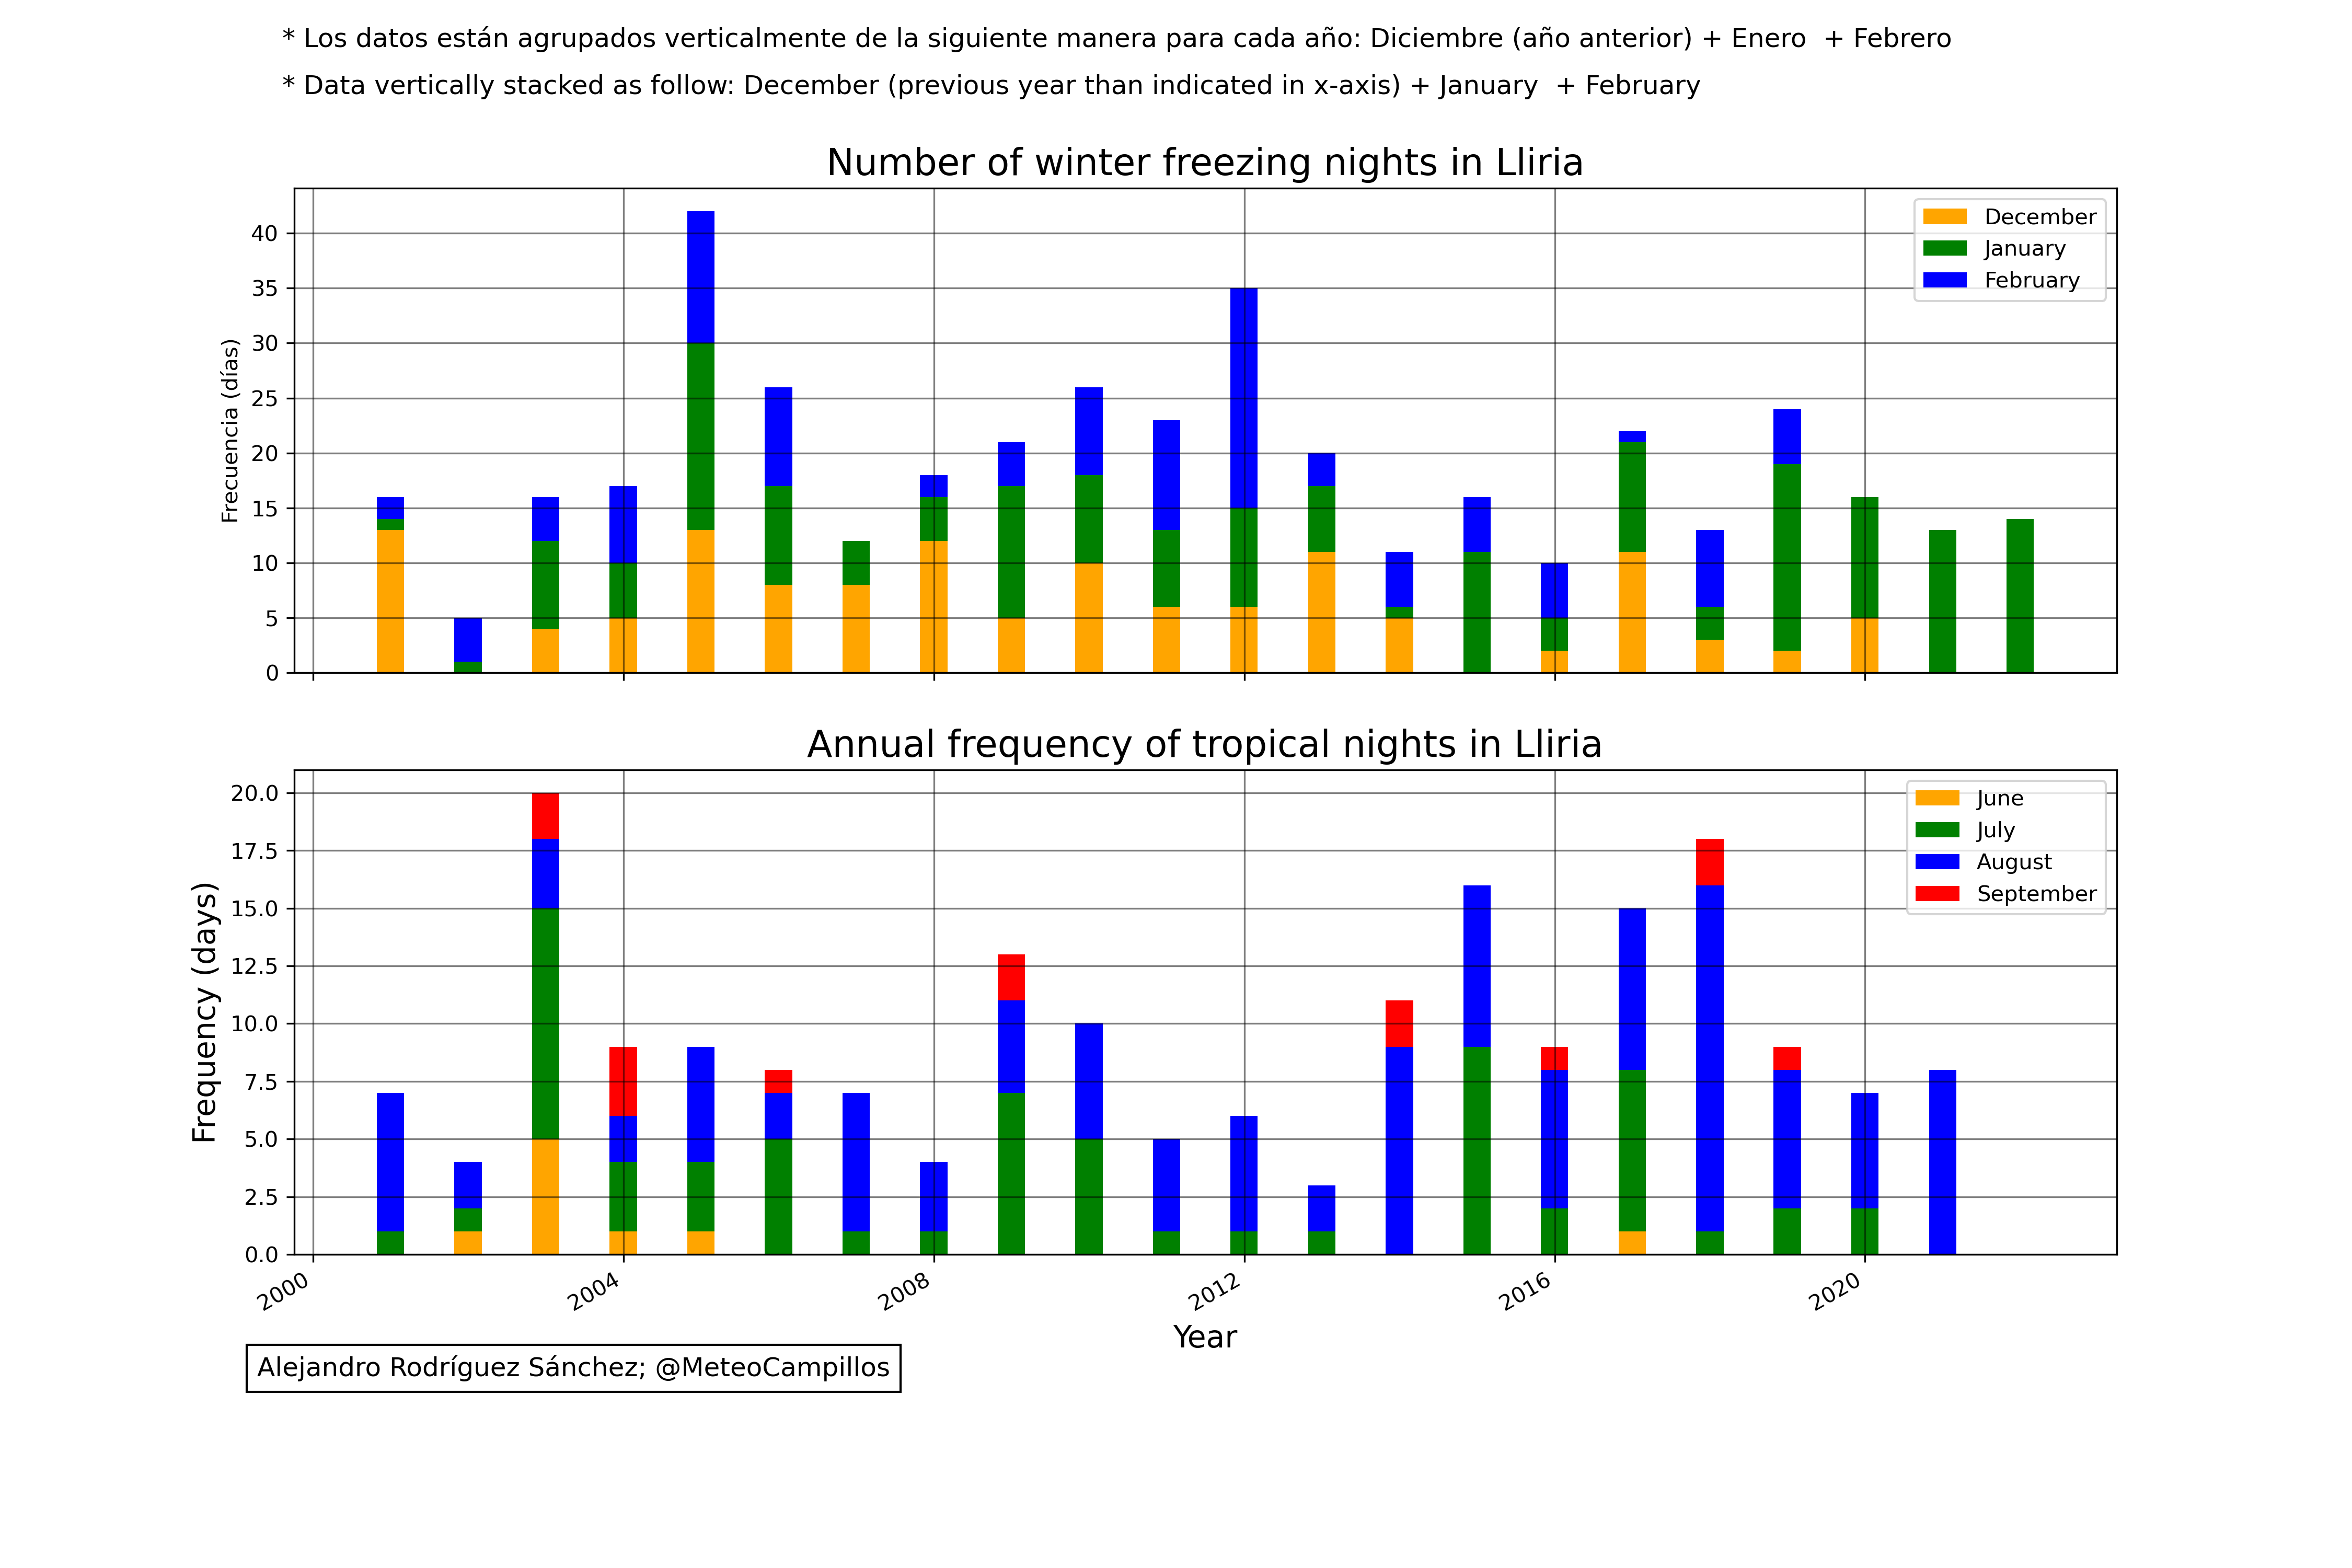 * Los datos están agrupados verticalmente de la siguiente manera para cada año: Diciembre (año anterior) + Enero  + Febrero
* Data vertically stacked as follow: December (previous year than indicated in x-axis) + January  + February
Number of winter freezing nights in Lliria
Frecuencia (días)
40
35
30
25
20
15
10
5
0
December
January
February
Annual frequency of tropical nights in Lliria
Frequency (days)
20.0
17.5
15.0
12.5
10.0
7.5
5.0
2.5
0.0
June
July
August
September
2000
2004
2008
2012
2016
2020
Year
Alejandro Rodríguez Sánchez; @MeteoCampillos